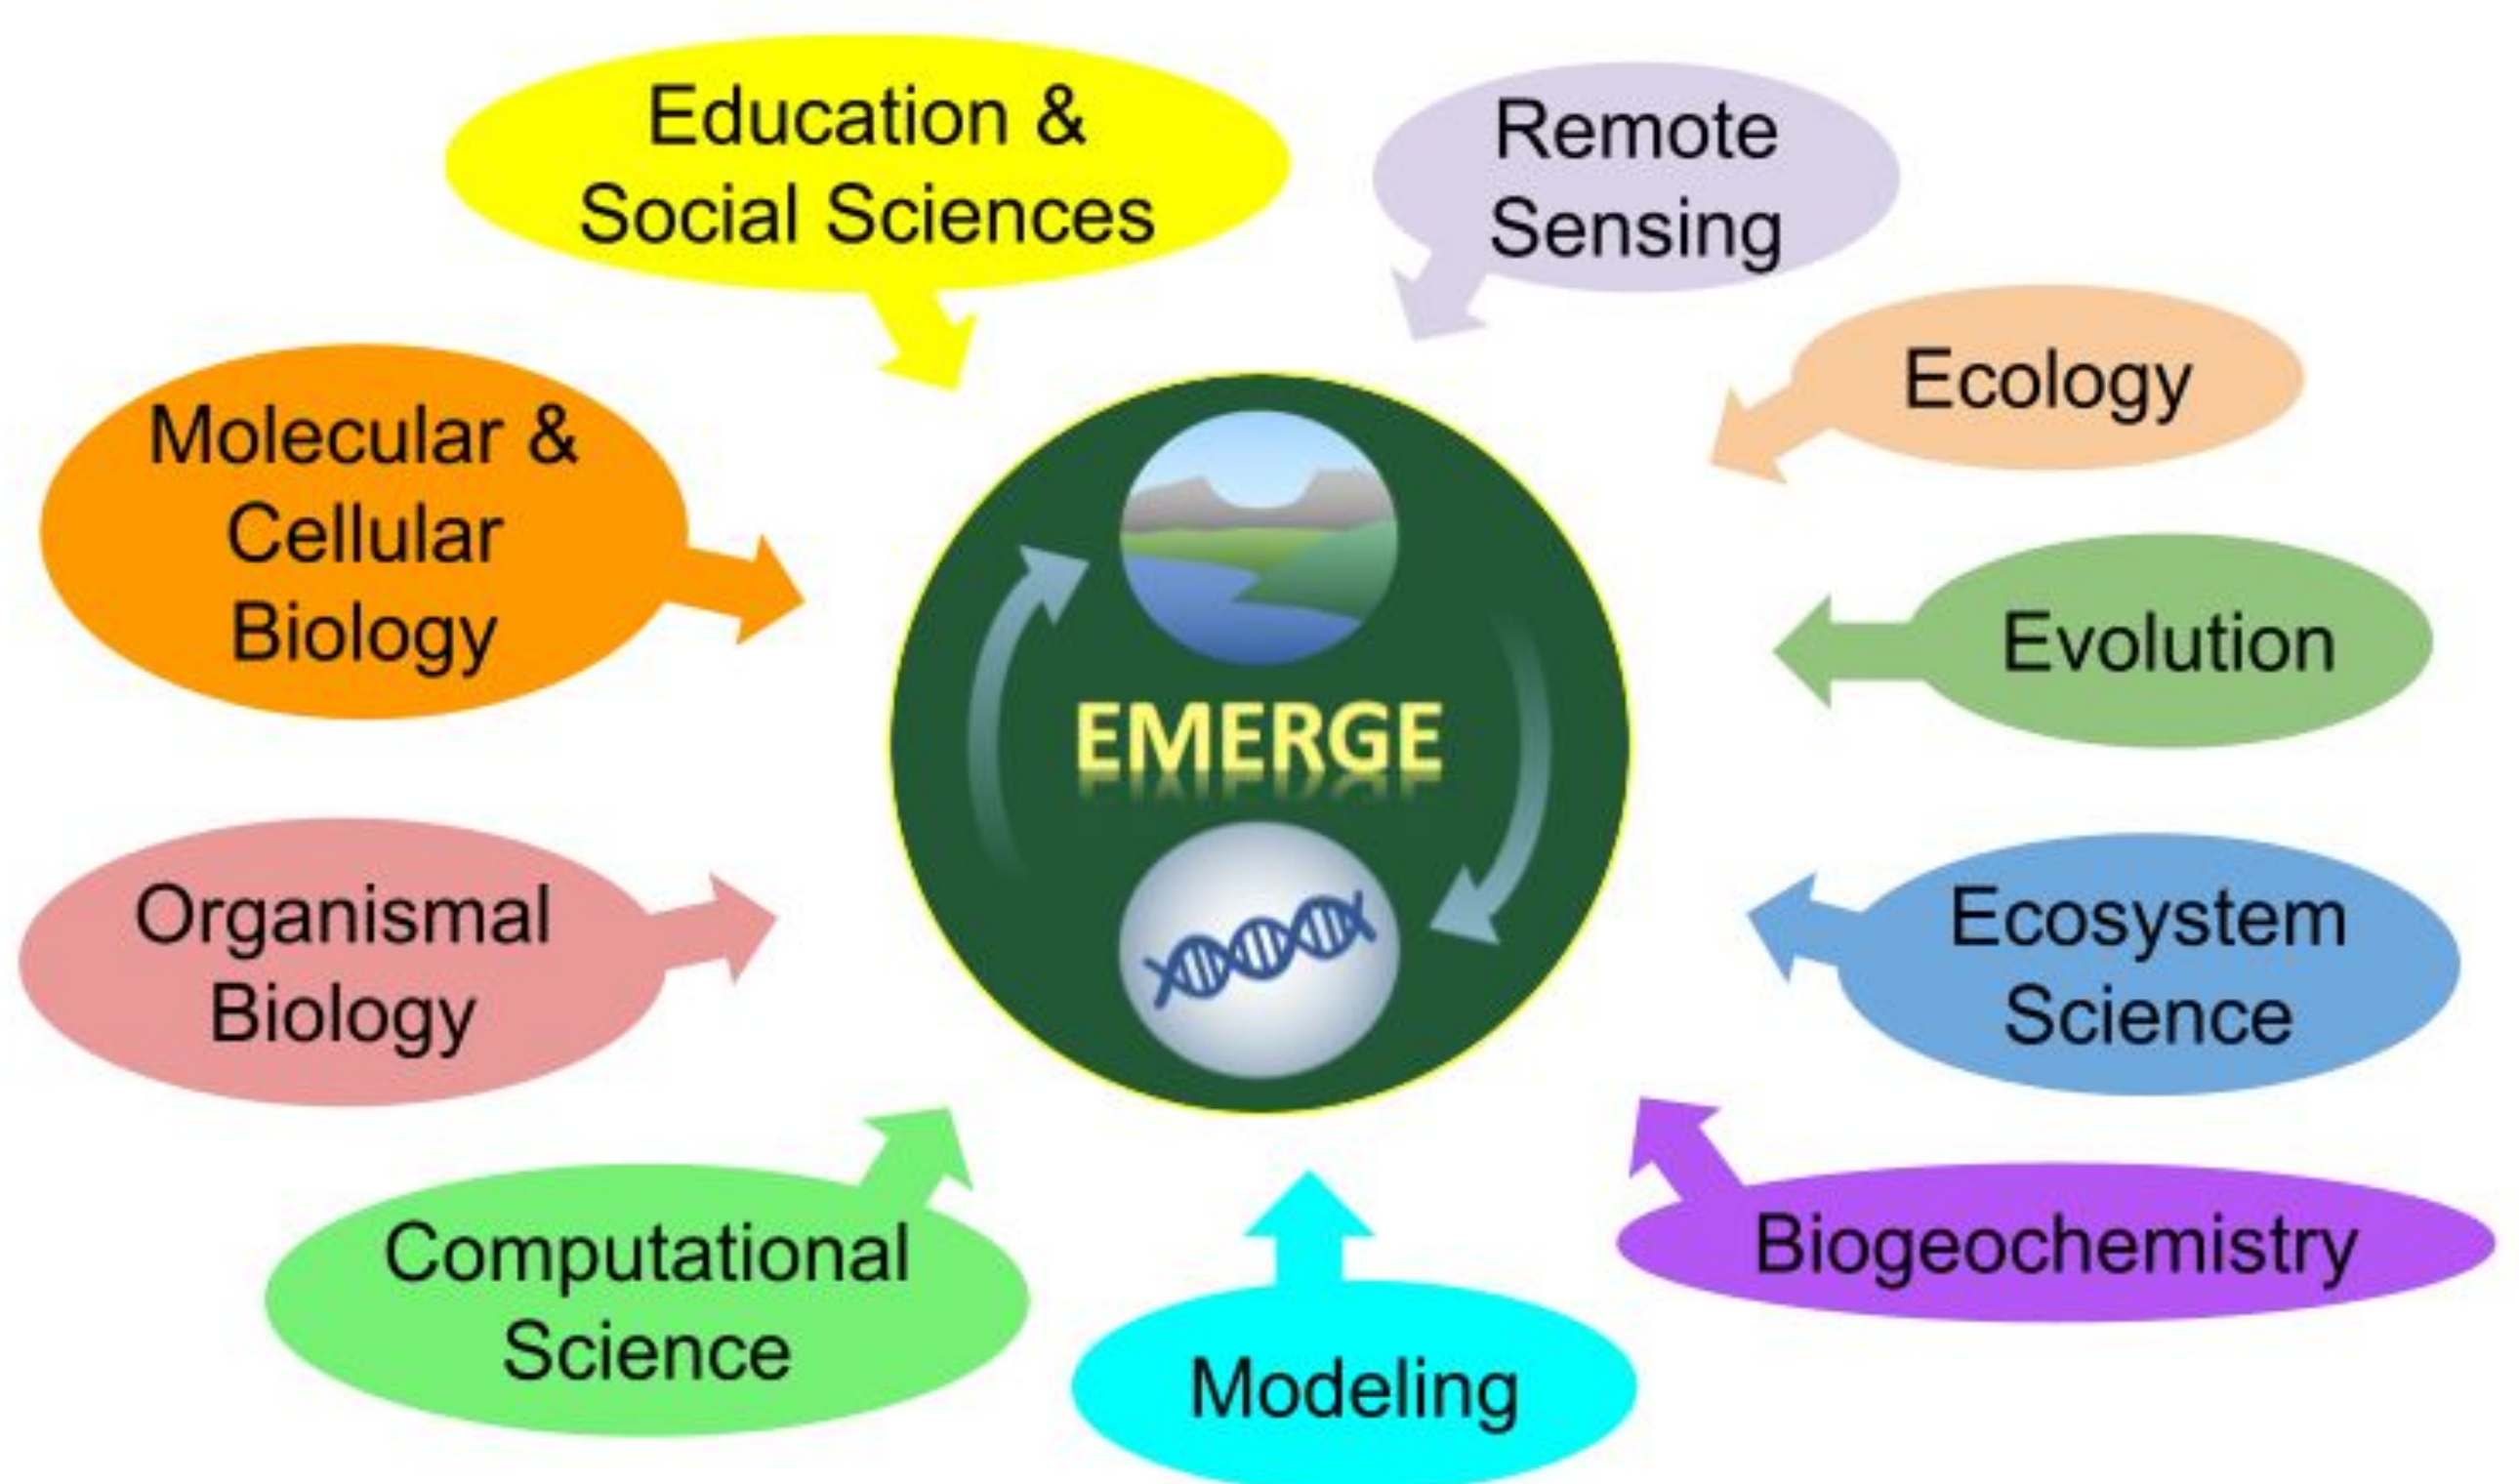 Education &
Social Sciences
Remote
Sensing
Ecology
Molecular &
Cellular
Biology
Evolution
EMERGE
Organismal
Biology
Ecosystem
Science
Computational
Science
Biogeochemistry
Modeling